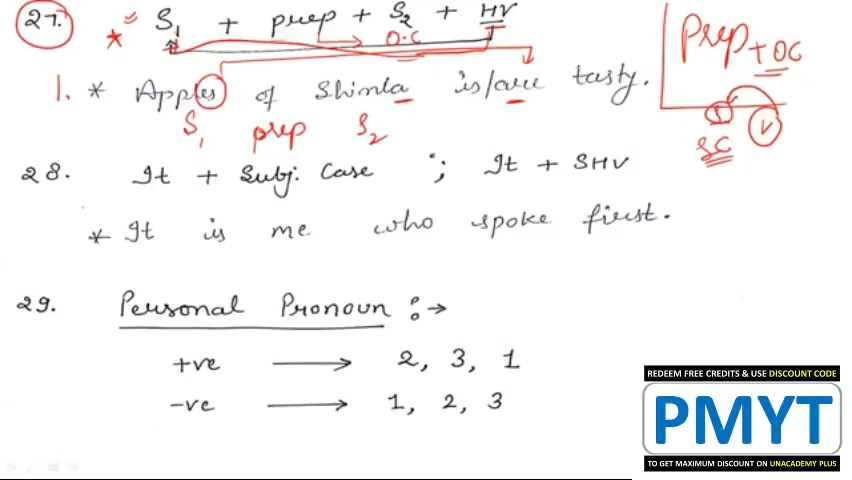 27. * S1 + prep + S2 + HV
O.C
Prep + OC
1. * Apples of Shimla is/are tasty.
S1 prep S2
S V
SC
28. It + Subj. Case ; It + SHV
* It is me who spoke first.
29. Personal Pronoun :→
+ve → 2, 3, 1
-ve → 1, 2, 3
REDEEM FREE CREDITS & USE DISCOUNT CODE
PMYT
TO GET MAXIMUM DISCOUNT ON UNACADEMY PLUS